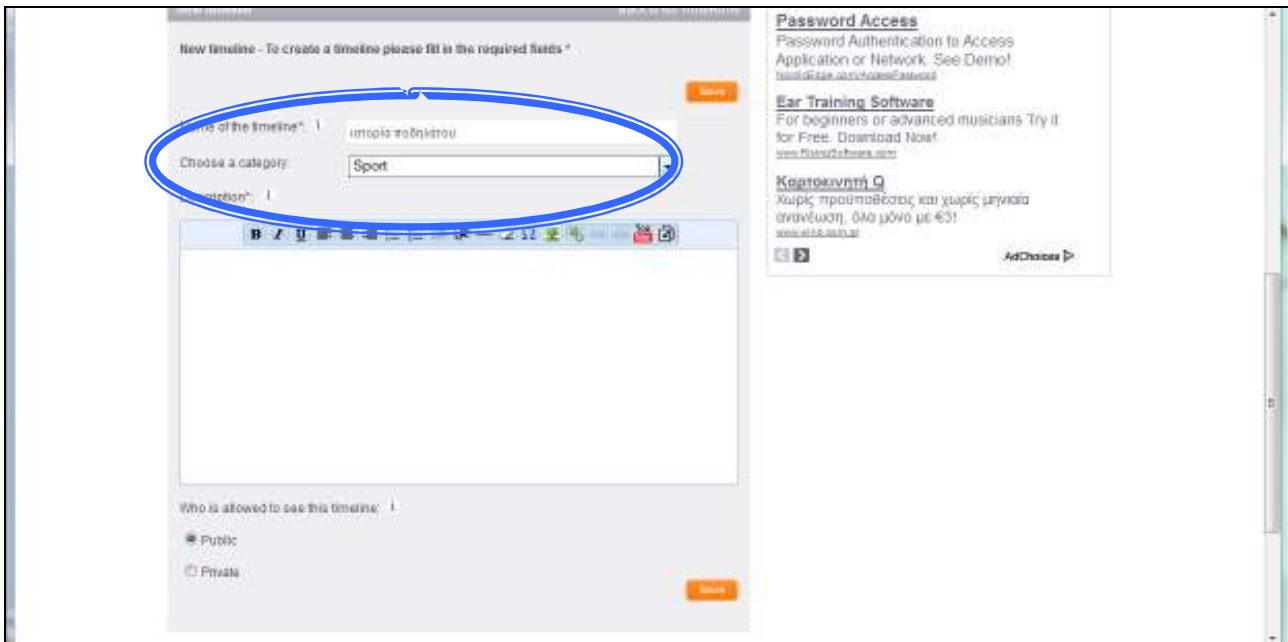 New timeline - To create a timeline please fill in the required fields *
Save
Name of the timeline*: i
ιστορία ποδηλάτου
Choose a category:
Sport
Description*: i
B I U
Who is allowed to see this timeline: i
Public
Private
Save
Password Access
Password Authentication to Access
Application or Network. See Demo!
Ear Training Software
For beginners or advanced musicians Try it
for Free. Download Now!
www.RisingSoftware.com
Καρτοκινητή Q
Χωρίς προϋποθέσεις και χωρίς μηνιαία
ανανέωση, όλα μόνο με €3!
AdChoices